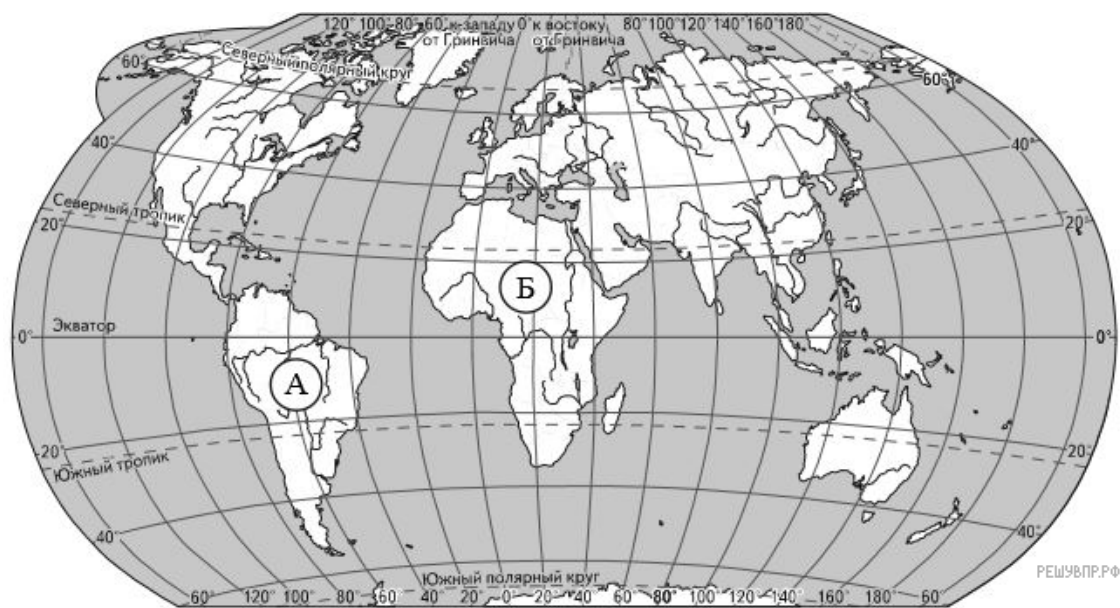 120° 100° 80° 60° к западу 0° к востоку 80° 100° 120° 140° 160° 180°
от Гринвича от Гринвича
60° Северный полярный круг 60°
40° 40°
Северный тропик
20° 20°
Б
Экватор
0° 0°
А
20° 20°
Южный тропик
40° 40°
РЕШУВПР.РФ
Южный полярный круг
60° 80° 100° 120° 60° 40 20 0 20 40 60° 80° 100° 120° 140° 160° 180° 60°